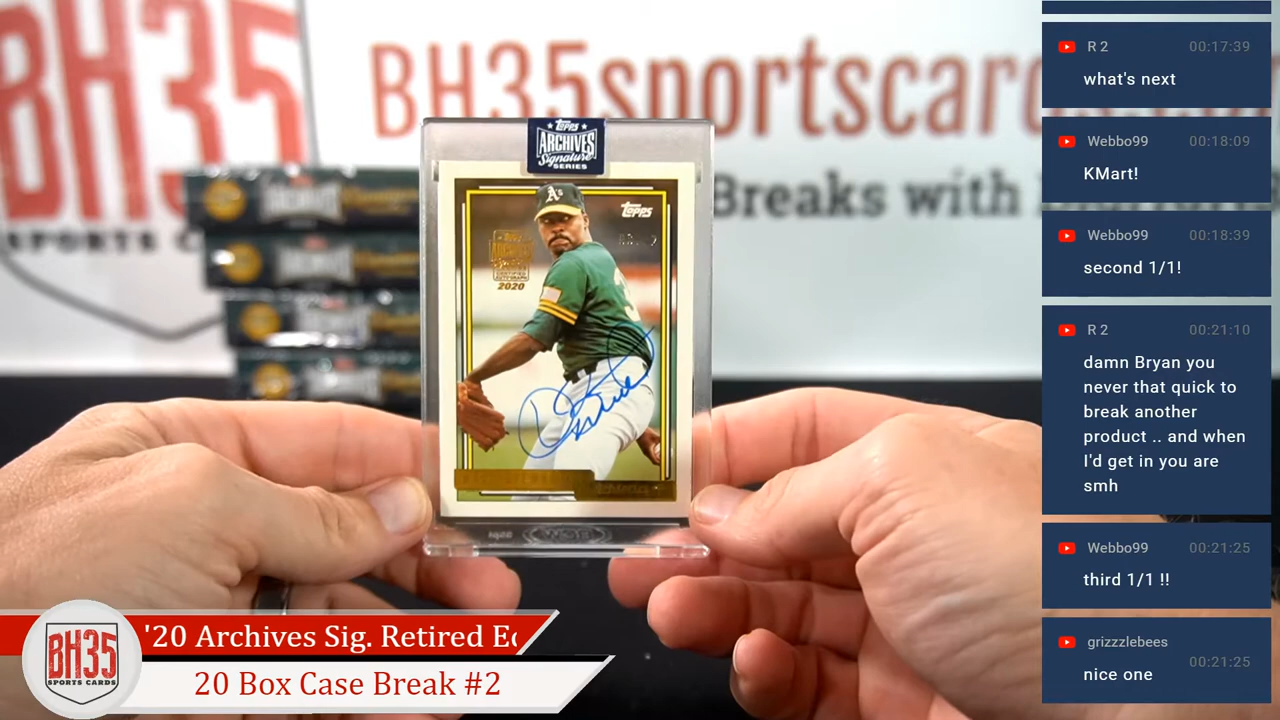 BH35
SPORTS CARDS
BH35sportscard
Breaks with
Topps
ARCHIVES
Signature
SERIES
A's
Topps
2020
'20 Archives Sig. Retired Ed
20 Box Case Break #2
BH35
SPORTS CARDS
R 2 00:17:39
what's next
Webbo99 00:18:09
KMart!
Webbo99 00:18:39
second 1/1!
R 2 00:21:10
damn Bryan you
never that quick to
break another
product .. and when
I'd get in you are
smh
Webbo99 00:21:25
third 1/1 !!
grizzzlebees 00:21:25
nice one